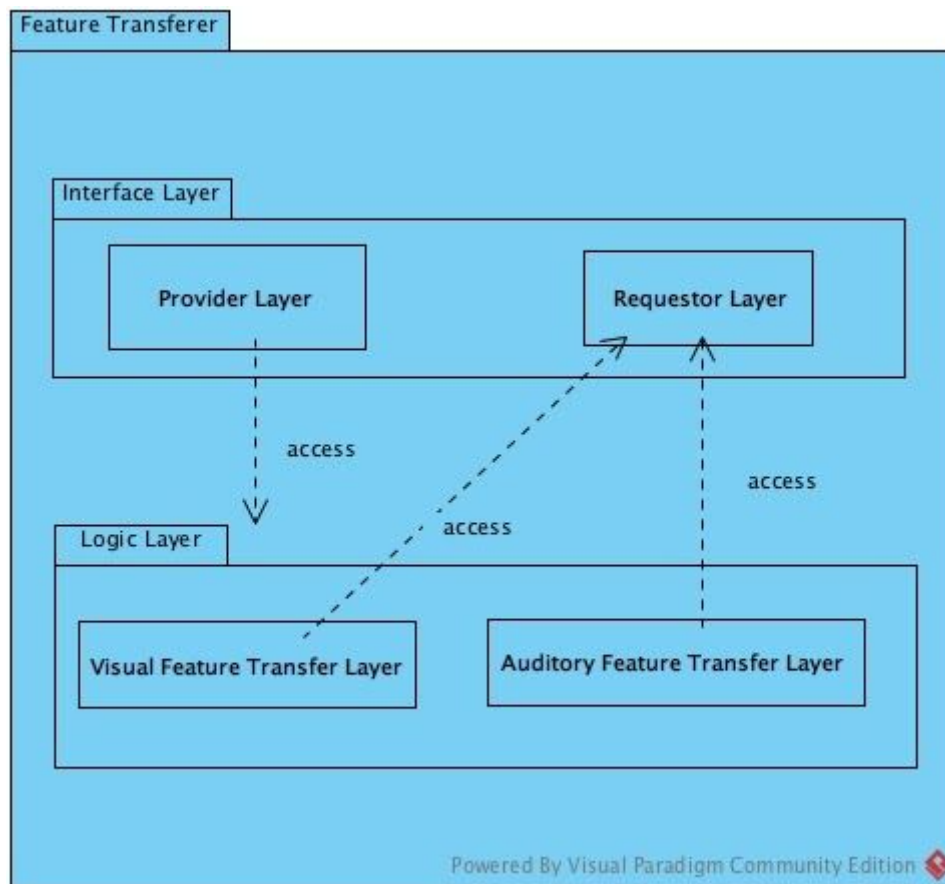 Feature Transferer
Interface Layer
Provider Layer
Requestor Layer
access
access
access
Logic Layer
Visual Feature Transfer Layer
Auditory Feature Transfer Layer
Powered By Visual Paradigm Community Edition